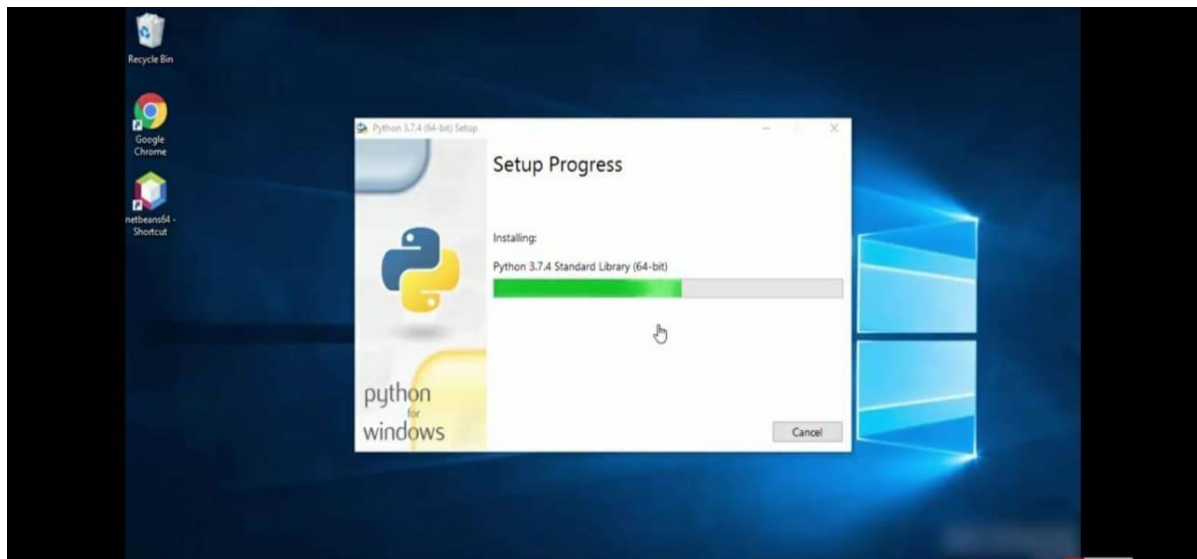 Recycle Bin
Google
Chrome
netbeans64 -
Shortcut
Python 3.7.4 (64-bit) Setup
Setup Progress
Installing:
Python 3.7.4 Standard Library (64-bit)
python
for
windows
Cancel